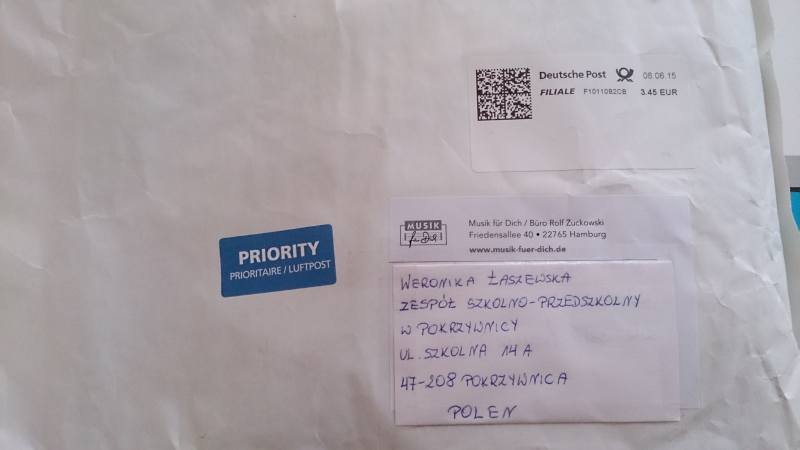 Deutsche Post 08.06.15
FILIALE F1011082CB 3.45 EUR
MUSIK
für Dich
Musik für Dich / Büro Rolf Zuckowski
Friedensallee 40 • 22765 Hamburg
www.musik-fuer-dich.de
PRIORITY
PRIORITAIRE / LUFTPOST
WERONIKA ŁASZEWSKA
ZESPÓŁ SZKOLNO-PRZEDSZKOLNY
W POKRZYWNICY
UL. SZKOLNA 14 A
47-208 POKRZYWNICA
POLEN